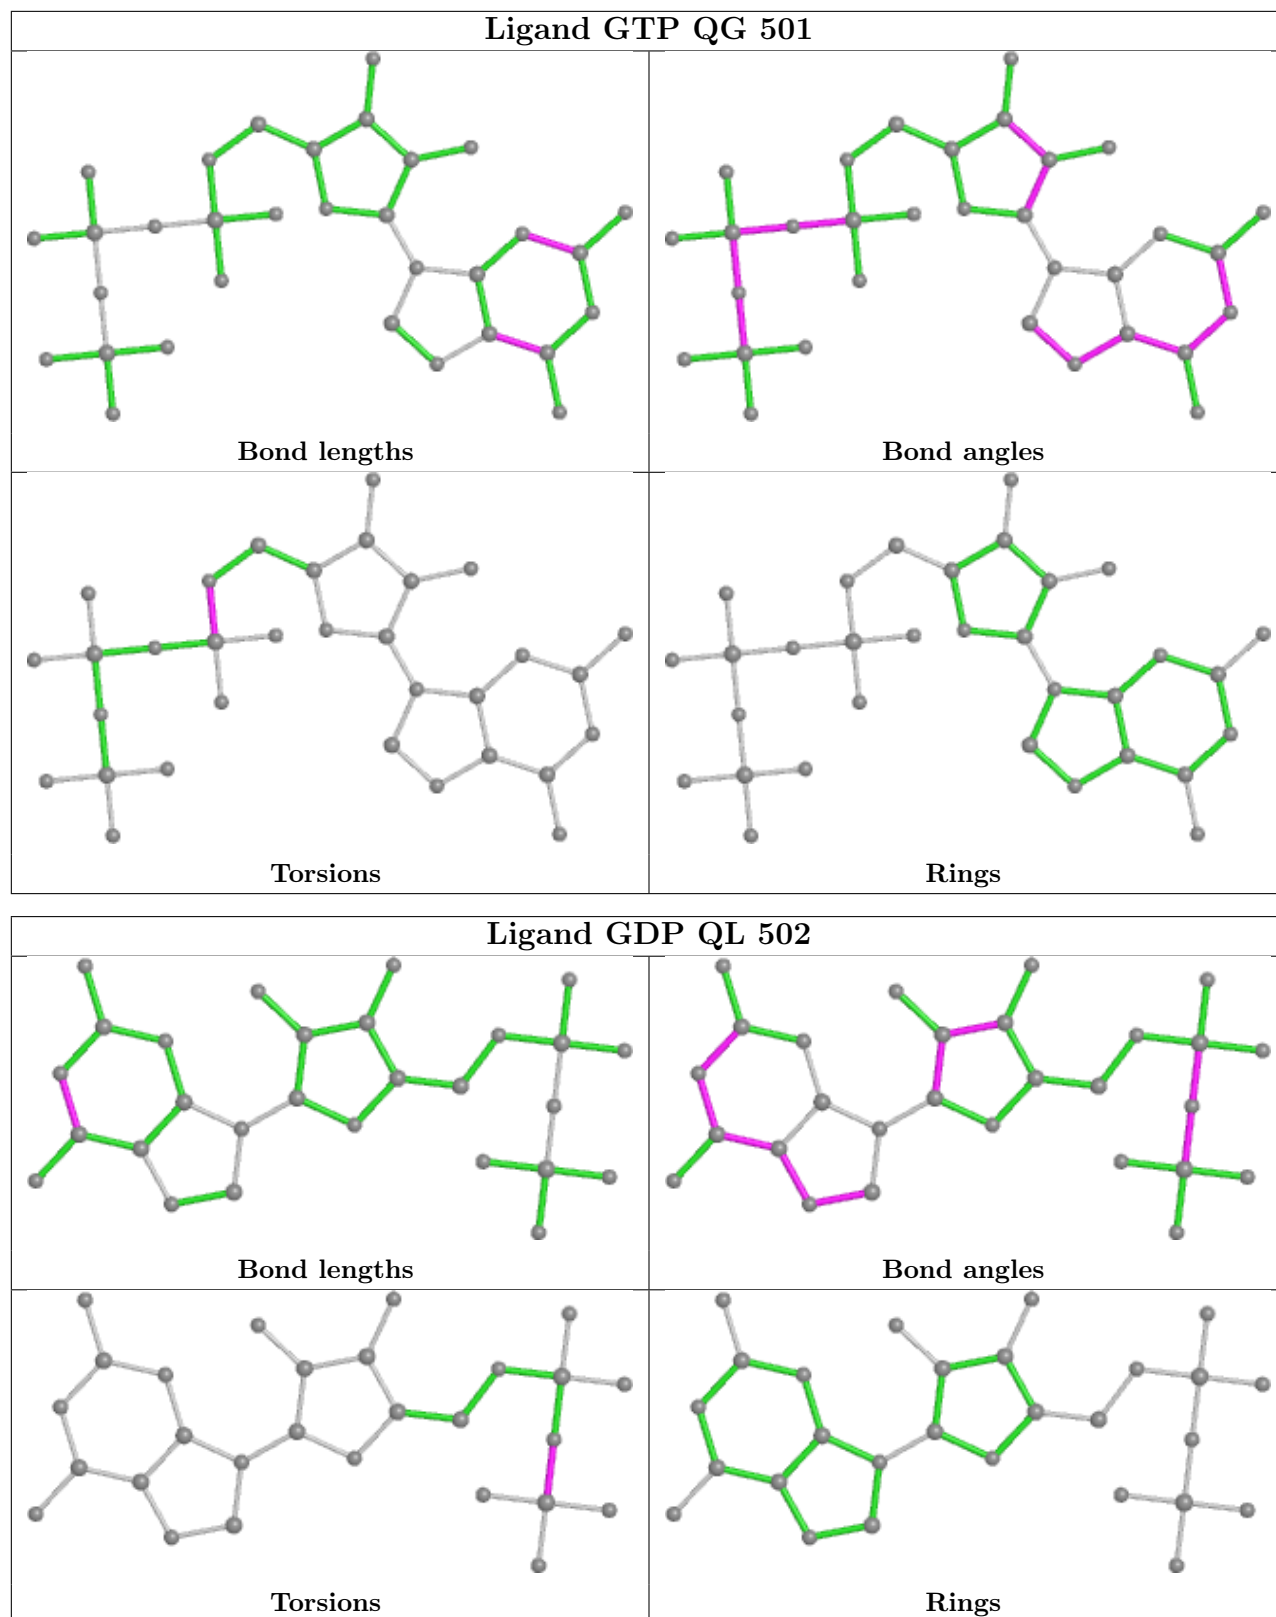 Ligand GTP QG 501
Bond lengths
Bond angles
Torsions
Rings
Ligand GDP QL 502
Bond lengths
Bond angles
Torsions
Rings